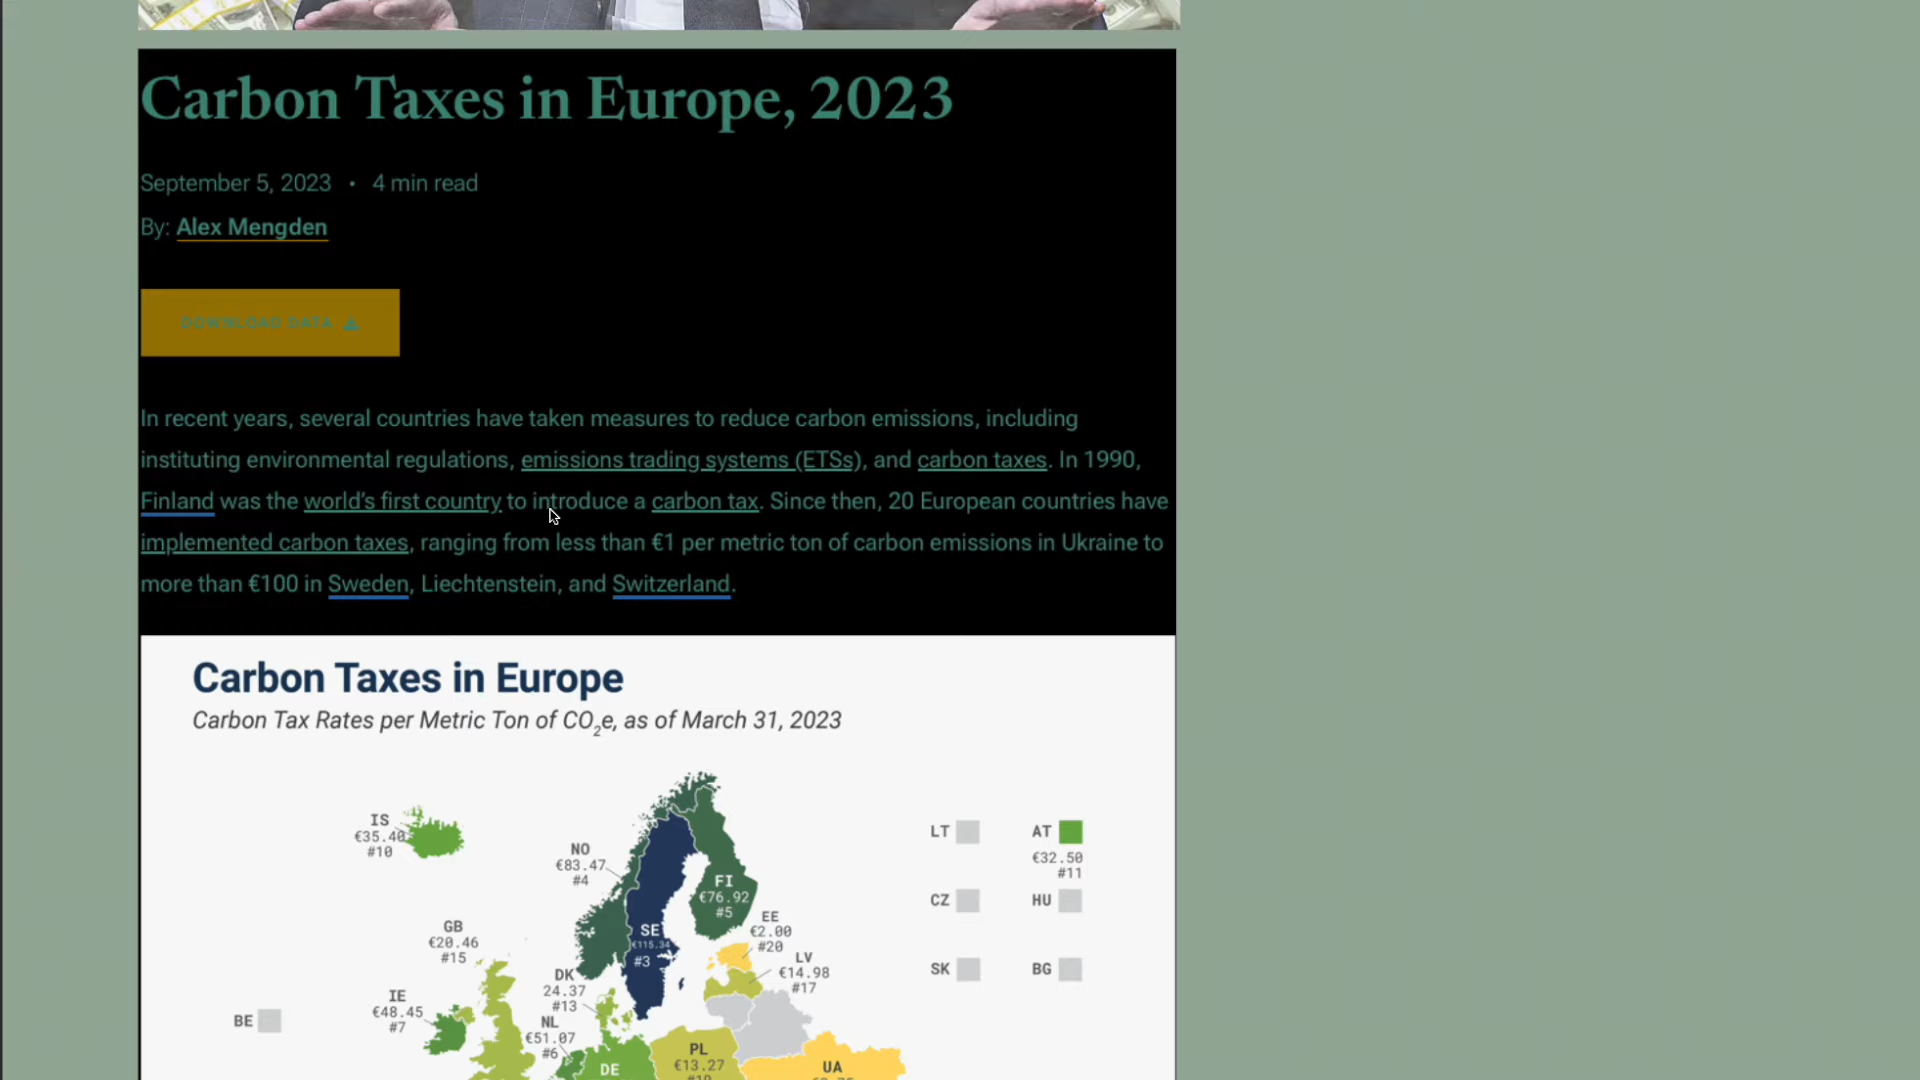 Carbon Taxes in Europe, 2023
September 5, 2023 • 4 min read
By: Alex Mengden
DOWNLOAD DATA
In recent years, several countries have taken measures to reduce carbon emissions, including
instituting environmental regulations, emissions trading systems (ETSs), and carbon taxes. In 1990,
Finland was the world's first country to introduce a carbon tax. Since then, 20 European countries have
implemented carbon taxes, ranging from less than €1 per metric ton of carbon emissions in Ukraine to
more than €100 in Sweden, Liechtenstein, and Switzerland.
Carbon Taxes in Europe
Carbon Tax Rates per Metric Ton of CO₂e, as of March 31, 2023
IS
€35.40
#10
NO
€83.47
#4
FI
€76.92
#5
SE
€115.34
#3
EE
€2.00
#20
LV
€14.98
#17
GB
€20.46
#15
DK
24.37
#13
IE
€48.45
#7
NL
€51.07
#6
BE
DE
PL
€13.27
UA
LT
AT
€32.50
#11
CZ
HU
SK
BG